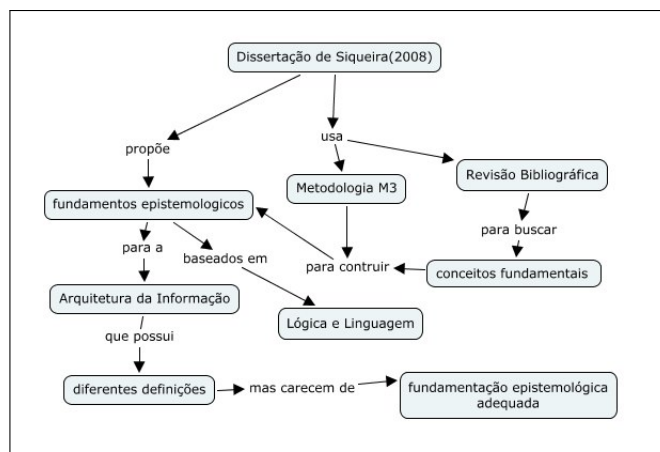 Dissertação de Siqueira(2008)
propõe
usa
fundamentos epistemologicos
Metodologia M3
Revisão Bibliográfica
para a
baseados em
para contruir
para buscar
conceitos fundamentais
Arquitetura da Informação
Lógica e Linguagem
que possui
diferentes definições
mas carecem de
fundamentação epistemológica
adequada